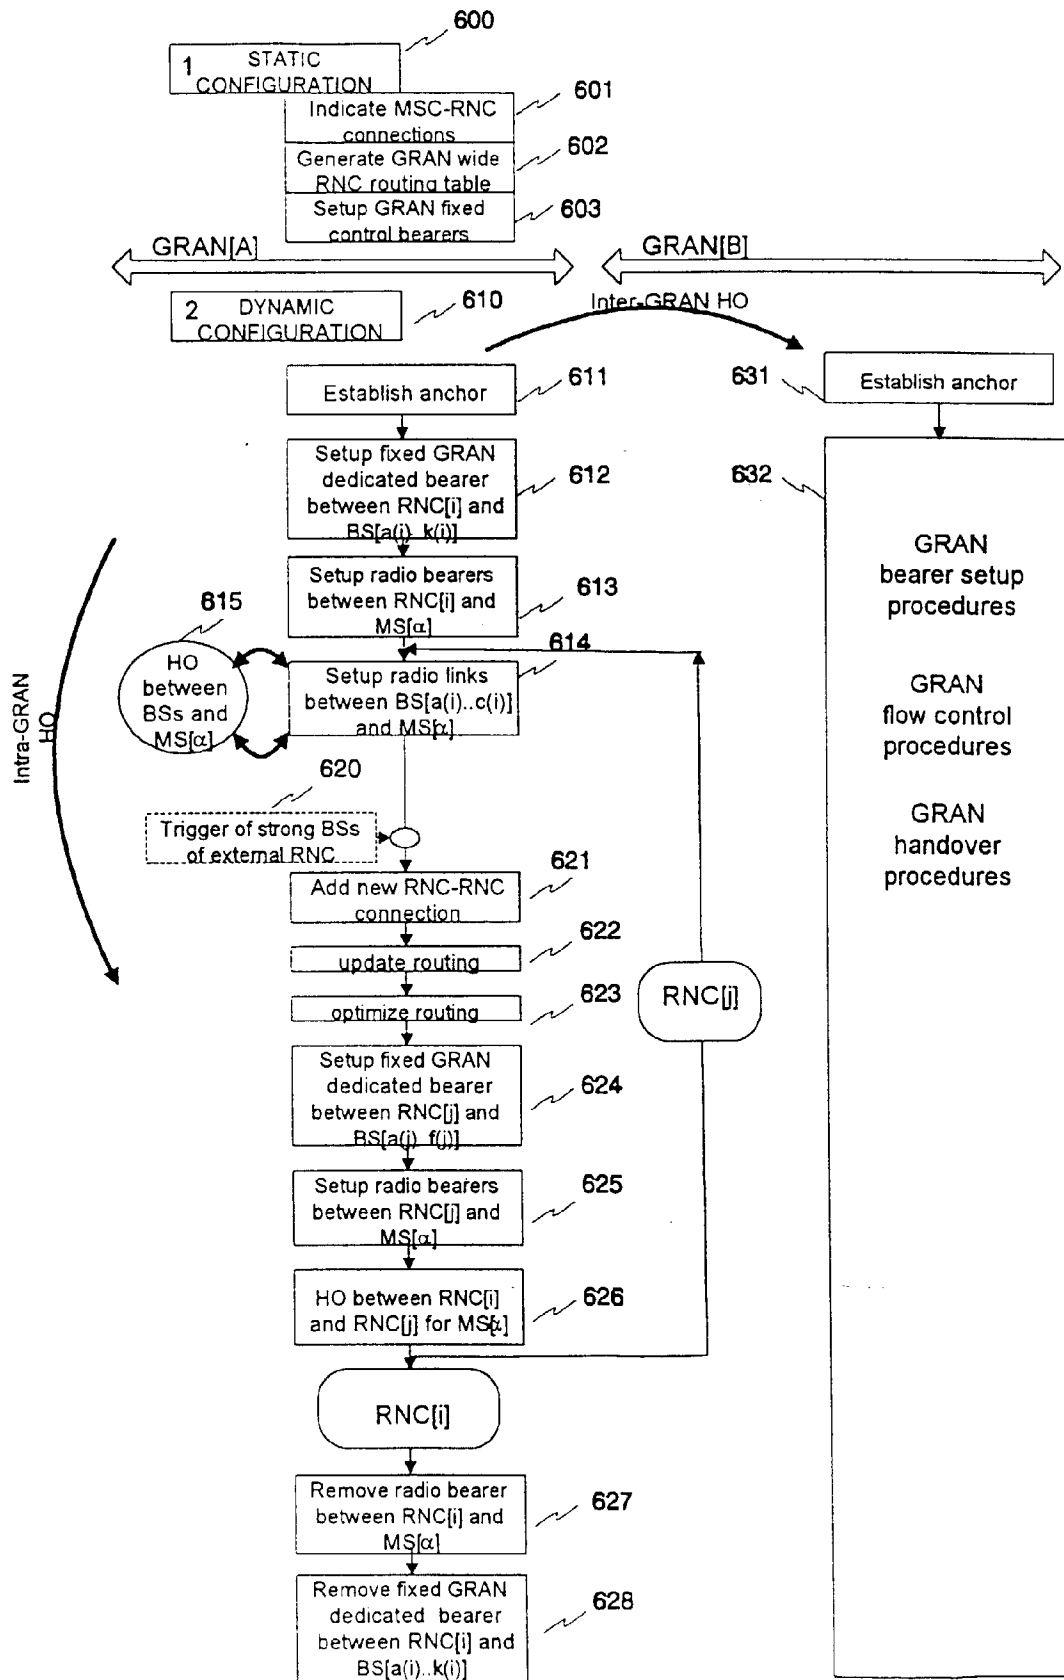 600
1 STATIC
CONFIGURATION
601
Indicate MSC-RNC
connections
602
Generate GRAN wide
RNC routing table
603
Setup GRAN fixed
control bearers
GRAN[A]
GRAN[B]
2 DYNAMIC
CONFIGURATION
610
Inter-GRAN HO
611
Establish anchor
631
Establish anchor
Setup fixed GRAN
dedicated bearer
between RNC[i] and
BS[a(i)..k(i)]
612
632
GRAN
bearer setup
procedures
GRAN
flow control
procedures
GRAN
handover
procedures
Setup radio bearers
between RNC[i] and
MS[α]
613
615
HO
between
BSs and
MS[α]
614
Setup radio links
between BS[a(i)..c(i)]
and MS[α]
Intra-GRAN
HO
620
Trigger of strong BSs
of external RNC
621
Add new RNC-RNC
connection
622
update routing
623
optimize routing
RNC[j]
Setup fixed GRAN
dedicated bearer
between RNC[j] and
BS[a(j)..f(j)]
624
Setup radio bearers
between RNC[j] and
MS[α]
625
HO between RNC[i]
and RNC[j] for MS[α]
626
RNC[i]
Remove radio bearer
between RNC[i] and
MS[α]
627
Remove fixed GRAN
dedicated bearer
between RNC[i] and
BS[a(i)..k(i)]
628